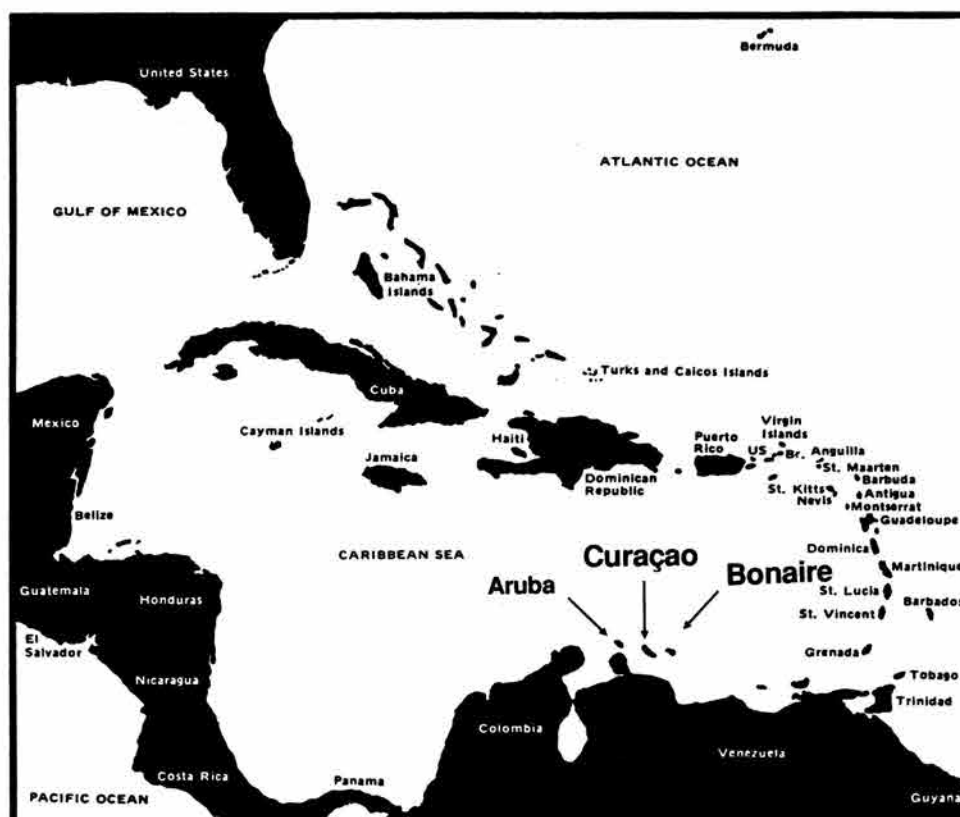 Bermuda
United States
ATLANTIC OCEAN
GULF OF MEXICO
Bahama
Islands
Turks and Caicos Islands
Cuba
Mexico
Cayman Islands
Haiti
Jamaica
Dominican
Republic
Puerto
Rico
Virgin
Islands
US
Br.
Anguilla
St. Maarten
Barbuda
St. Kitts
Nevis
Antigua
Montserrat
Guadeloupe
Belize
CARIBBEAN SEA
Dominica
Martinique
Aruba
Curaçao
Bonaire
Guatemala
Honduras
St. Lucia
St. Vincent
Barbados
El
Salvador
Grenada
Nicaragua
Tobago
Trinidad
Colombia
Venezuela
Costa Rica
Panama
PACIFIC OCEAN
Guyana